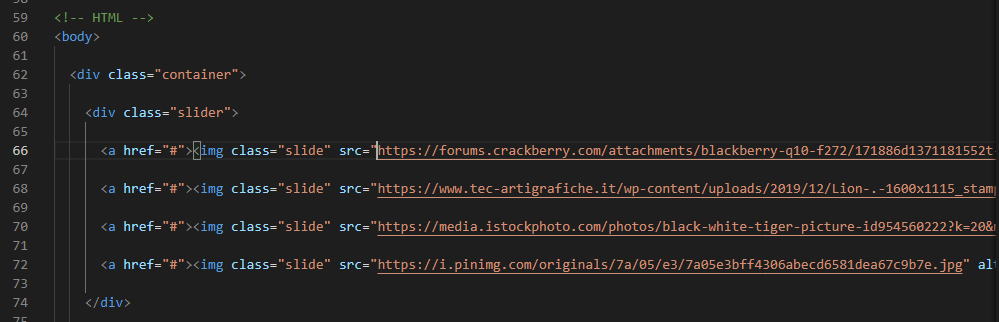 59 <!-- HTML -->
60 <body>
61
62 <div class="container">
63
64 <div class="slider">
65
66 <a href="#"><img class="slide" src="https://forums.crackberry.com/attachments/blackberry-q10-f272/171886d1371181552t-
67
68 <a href="#"><img class="slide" src="https://www.tec-artigrafiche.it/wp-content/uploads/2019/12/Lion-.-1600x1115_stam
69
70 <a href="#"><img class="slide" src="https://media.istockphoto.com/photos/black-white-tiger-picture-id954560222?k=20&
71
72 <a href="#"><img class="slide" src="https://i.pinimg.com/originals/7a/05/e3/7a05e3bff4306abecd6581dea67c9b7e.jpg" alt
73
74 </div>